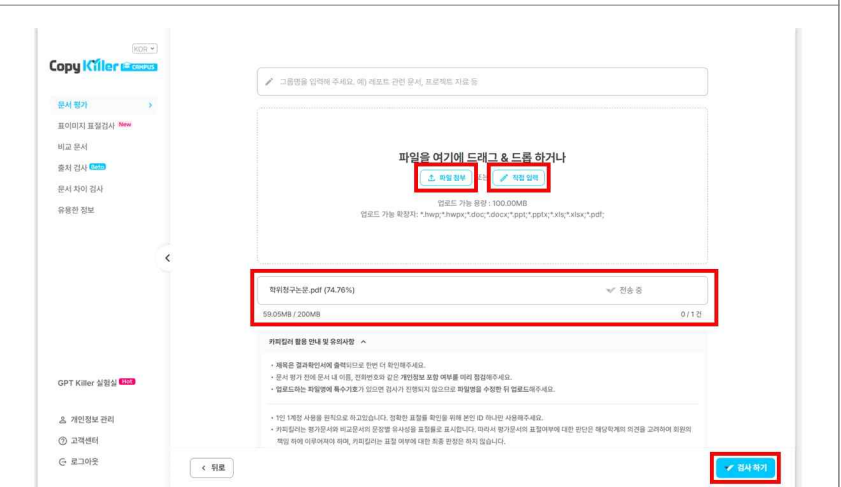 KOR
Copy Killer CAMPUS
문서 평가
표이미지 표절검사 New
비교 문서
출처 검사 Beta
문서 차이 검사
유용한 정보
GPT Killer 실험실 Hot
개인정보 관리
고객센터
로그아웃
그룹명을 입력해 주세요. 예) 레포트 관련 문서, 프로젝트 자료 등
파일을 여기에 드래그 & 드롭 하거나
파일 첨부 또는 직접 입력
업로드 가능 용량 : 100.00MB
업로드 가능 확장자: *.hwp;*.hwpx;*.doc;*.docx;*.ppt;*.pptx;*.xls;*.xlsx;*.pdf;
학위청구논문.pdf (74.76%) 전송 중
59.05MB / 200MB 0 / 1 건
카피킬러 활용 안내 및 유의사항
• 제목은 결과확인서에 출력되므로 한번 더 확인해주세요.
• 문서 평가 전에 문서 내 이름, 전화번호와 같은 개인정보 포함 여부를 미리 점검해주세요.
• 업로드하는 파일명에 특수기호가 있으면 검사가 진행되지 않으므로 파일명을 수정한 뒤 업로드해주세요.
• 1인 1계정 사용을 원칙으로 하고있습니다. 정확한 표절률 확인을 위해 본인 ID 하나만 사용해주세요.
• 카피킬러는 평가문서와 비교문서의 문장별 유사성을 표절률로 표시합니다. 따라서 평가문서의 표절여부에 대한 판단은 해당학계의 의견을 고려하여 회원의
책임 하에 이루어져야 하며, 카피킬러는 표절 여부에 대한 최종 판정은 하지 않습니다.
뒤로
검사 하기